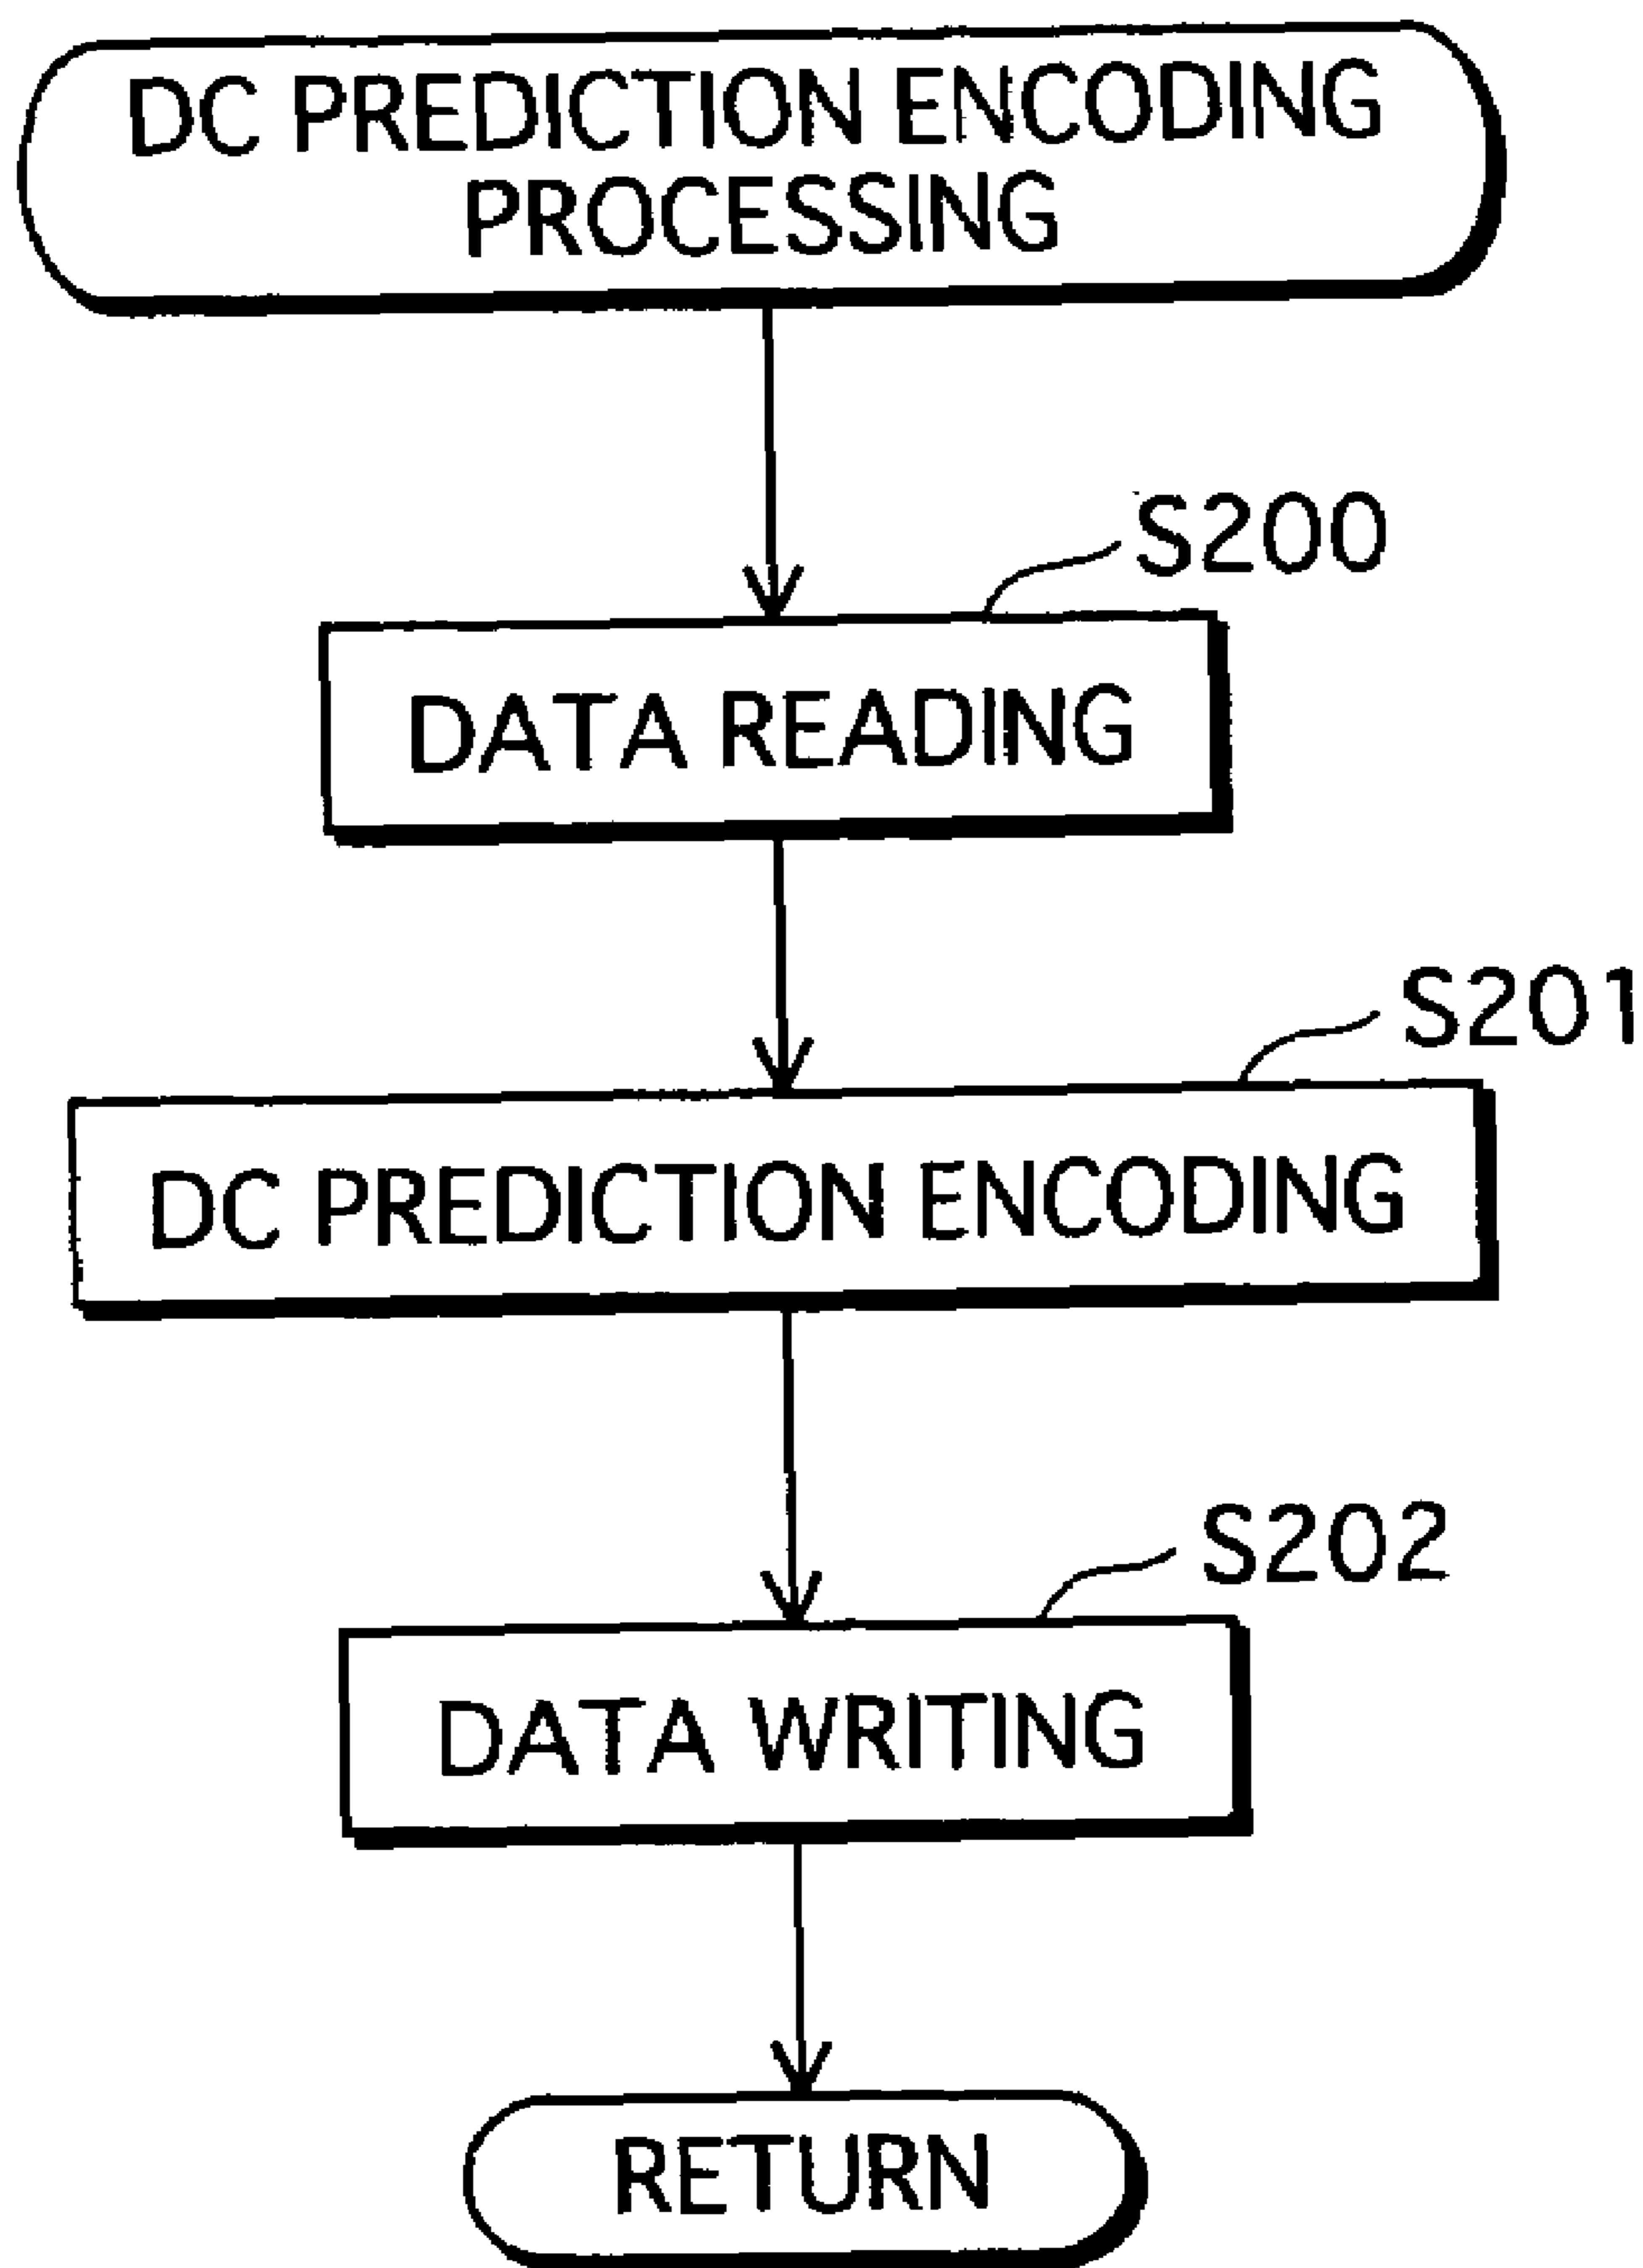 DC PREDICTION ENCODING
PROCESSING
S200
DATA READING
S201
DC PREDICTION ENCODING
S202
DATA WRITING
RETURN